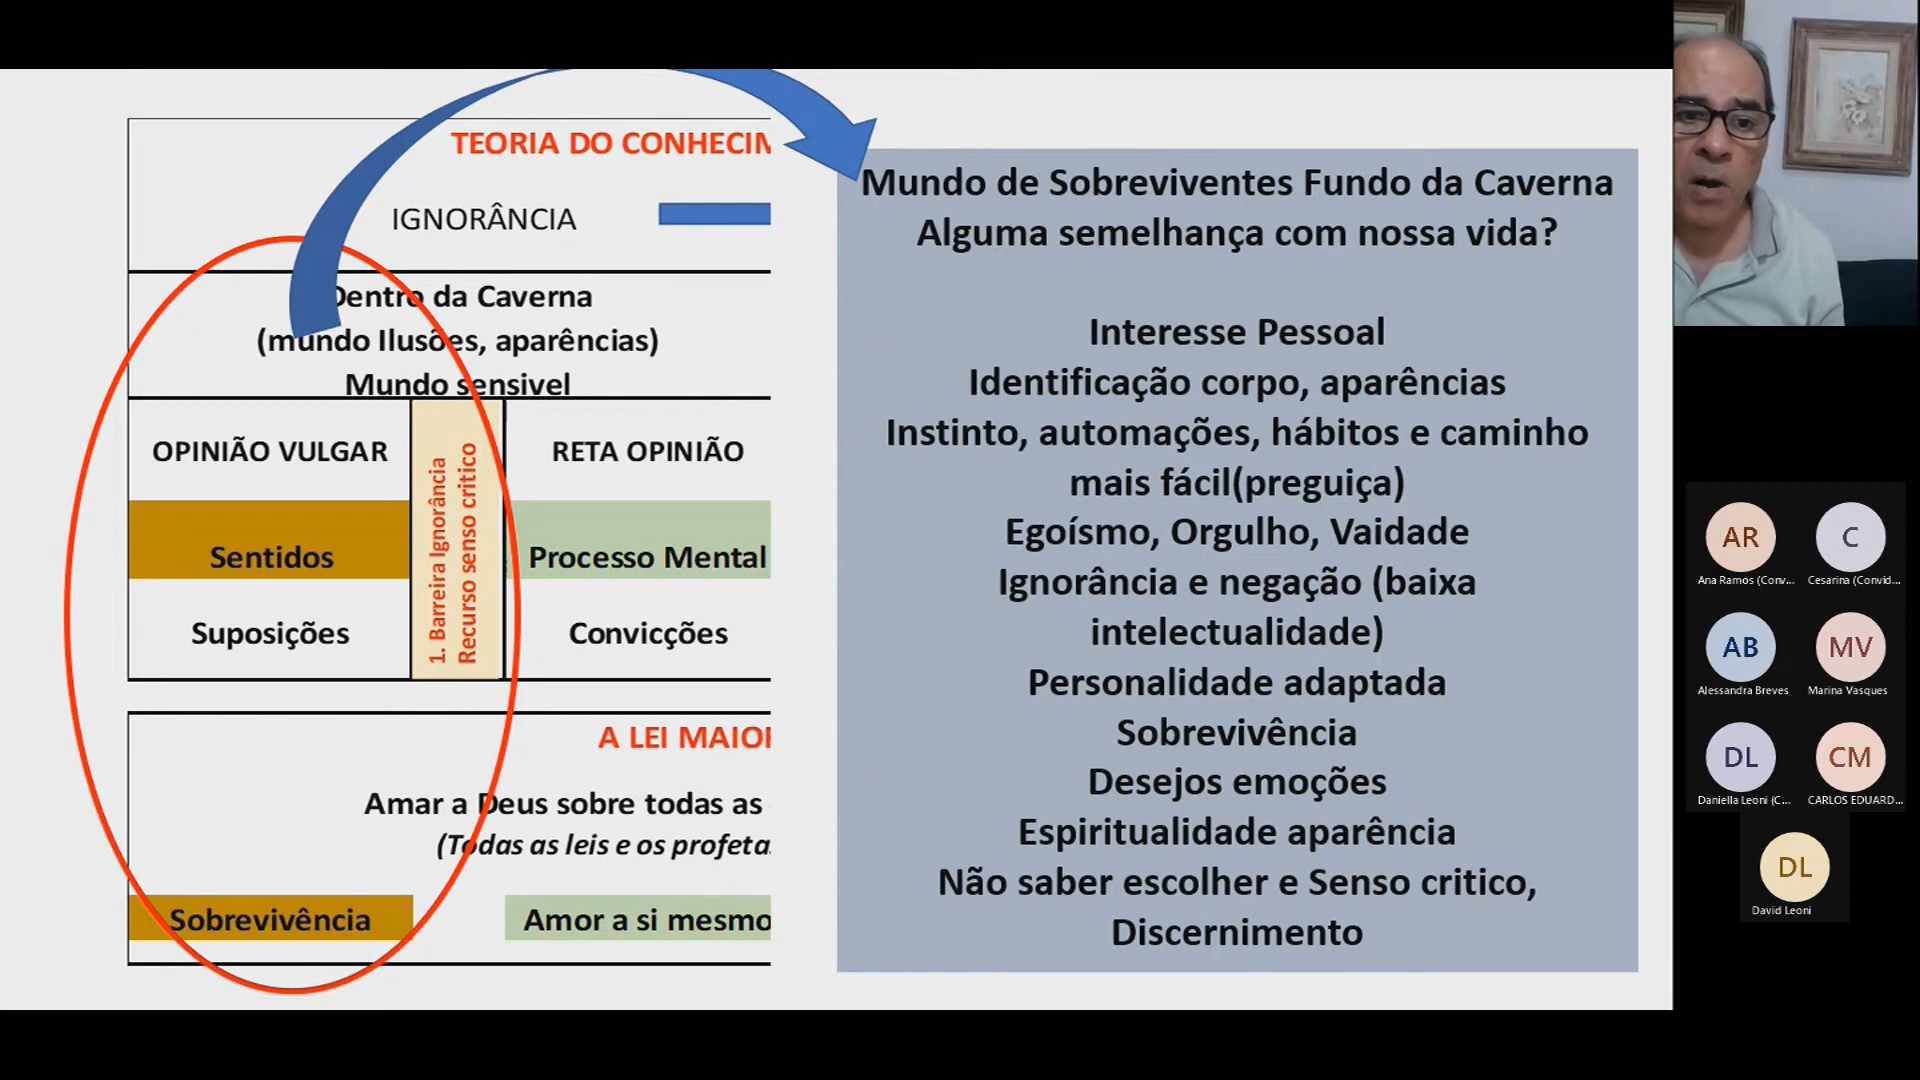 TEORIA DO CONHECIM
IGNORÂNCIA
Dentro da Caverna
(mundo Ilusões, aparências)
Mundo sensivel
OPINIÃO VULGAR
RETA OPINIÃO
1. Barreira Ignorância
Recurso senso critico
Sentidos
Processo Mental
Suposições
Convicções
A LEI MAIOR
Amar a Deus sobre todas as
(Todas as leis e os profeta
Sobrevivência
Amor a si mesmo
Mundo de Sobreviventes Fundo da Caverna
Alguma semelhança com nossa vida?
Interesse Pessoal
Identificação corpo, aparências
Instinto, automações, hábitos e caminho
mais fácil(preguiça)
Egoísmo, Orgulho, Vaidade
Ignorância e negação (baixa
intelectualidade)
Personalidade adaptada
Sobrevivência
Desejos emoções
Espiritualidade aparência
Não saber escolher e Senso critico,
Discernimento
AR
Ana Ramos (Conv...
C
Cesarina (Convid...
AB
Alessandra Breves
MV
Marina Vasques
DL
Daniella Leoni (C...
CM
CARLOS EDUARD...
DL
David Leoni